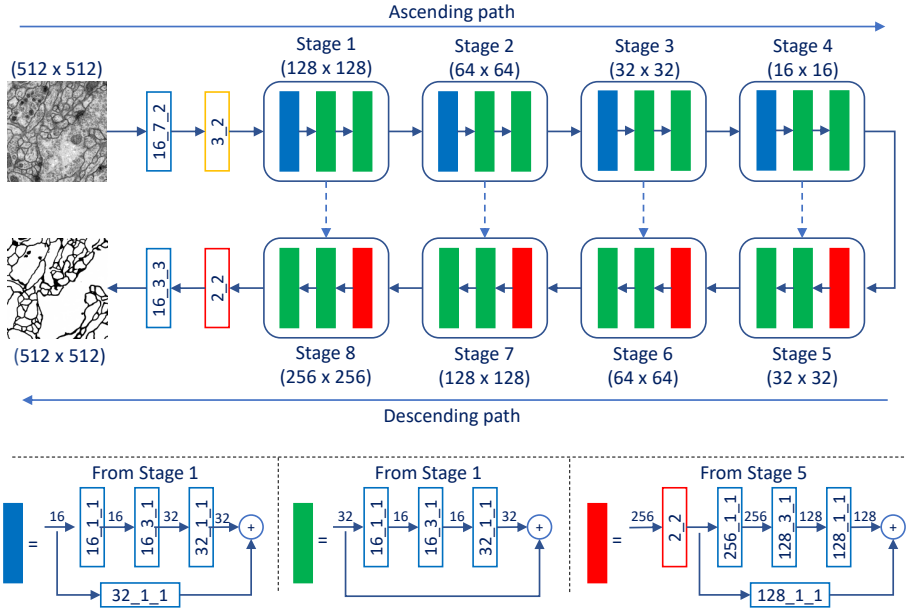 Ascending path
Stage 1
(128 x 128)
Stage 2
(64 x 64)
Stage 3
(32 x 32)
Stage 4
(16 x 16)
(512 x 512)
16_7_2
3_2
16_3_3
2_2
(512 x 512)
Stage 8
(256 x 256)
Stage 7
(128 x 128)
Stage 6
(64 x 64)
Stage 5
(32 x 32)
Descending path
From Stage 1
=
16
16_1_1
16
16_3_1
32
32_1_1
32
+
32_1_1
From Stage 1
=
32
16_1_1
16
16_3_1
16
32_1_1
32
+
From Stage 5
=
256
2_2
256_1_1
256
128_3_1
128
128_1_1
128
+
128_1_1